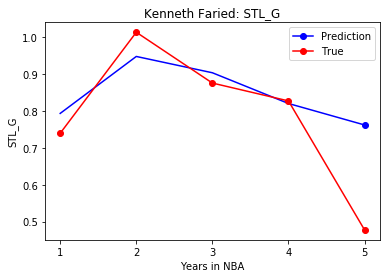 Kenneth Faried: STL_G
Prediction
True
1.0
0.9
0.8
0.7
0.6
0.5
STL_G
1
2
3
4
5
Years in NBA